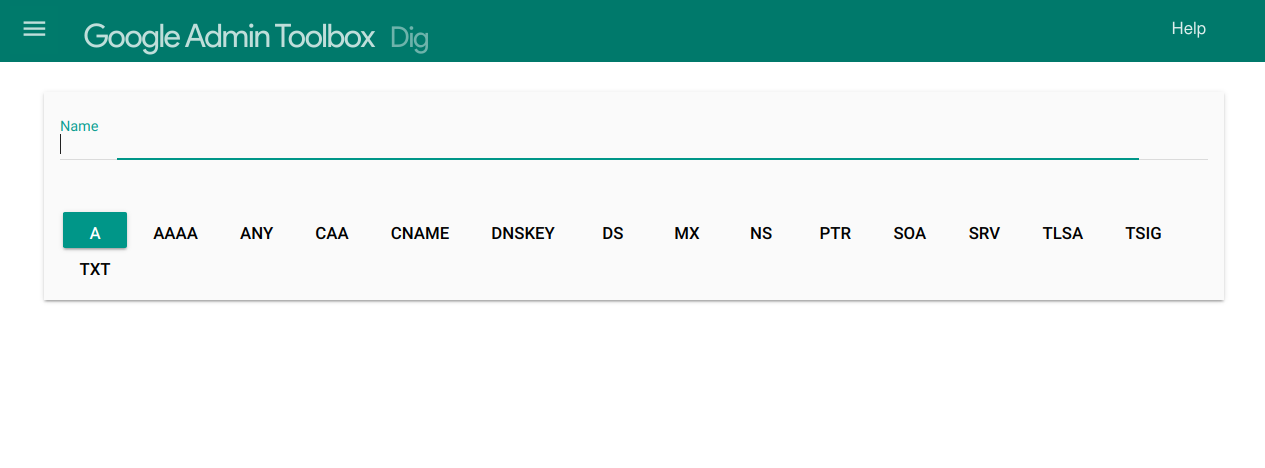 Google Admin Toolbox Dig Help
Name
A AAAA ANY CAA CNAME DNSKEY DS MX NS PTR SOA SRV TLSA TSIG
TXT